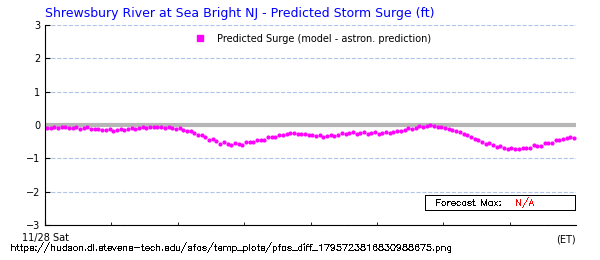 Shrewsbury River at Sea Bright NJ - Predicted Storm Surge (ft)
3
Predicted Surge (model - astron. prediction)
2
1
0
−1
−2
Forecast Max: N/A
−3
11/28 Sat
(ET)
https://hudson.dl.stevens-tech.edu/sfas/temp_plots/pfas_diff_1795723816830988675.png